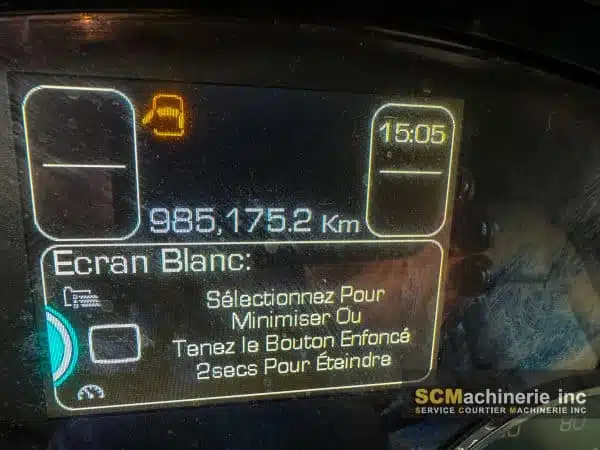 15:05
985,175.2 Km
Ecran Blanc:
Sélectionnez Pour
Minimiser Ou
Tenez le Bouton Enfoncé
2secs Pour Éteindre
SCMachinerie inc
Service Courtier Machinerie Inc
80